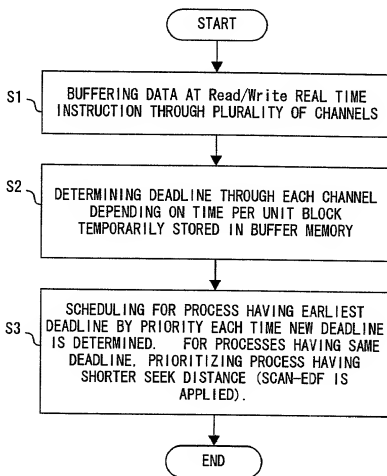 START
S1
BUFFERING DATA AT Read/Write REAL TIME
INSTRUCTION THROUGH PLURALITY OF CHANNELS
S2
DETERMINING DEADLINE THROUGH EACH CHANNEL
DEPENDING ON TIME PER UNIT BLOCK
TEMPORARILY STORED IN BUFFER MEMORY
S3
SCHEDULING FOR PROCESS HAVING EARLIEST
DEADLINE BY PRIORITY EACH TIME NEW DEADLINE
IS DETERMINED. FOR PROCESSES HAVING SAME
DEADLINE, PRIORITIZING PROCESS HAVING
SHORTER SEEK DISTANCE (SCAN-EDF IS
APPLIED).
END